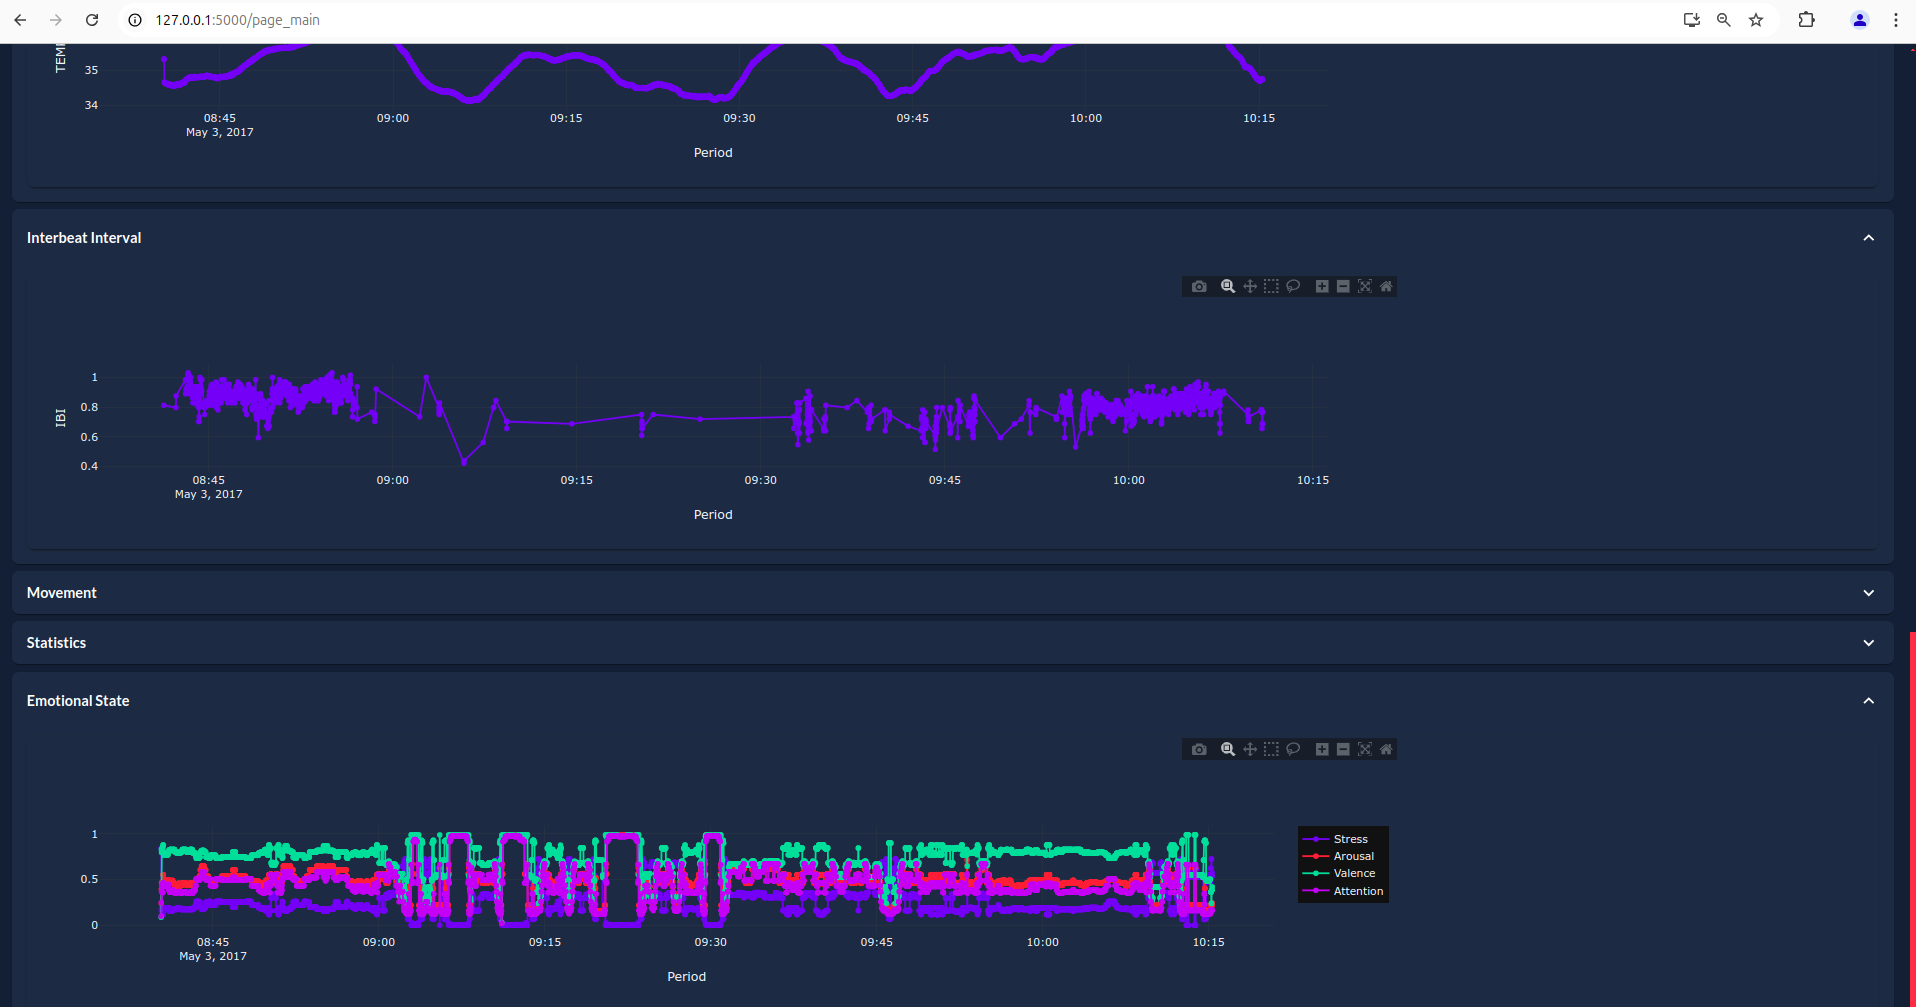 127.0.0.1:5000/page_main
35
34
08:45 09:00 09:15 09:30 09:45 10:00 10:15
May 3, 2017
Period
Interbeat Interval
IBI
1
0.8
0.6
0.4
08:45 09:00 09:15 09:30 09:45 10:00 10:15
May 3, 2017
Period
Movement
Statistics
Emotional State
1
0.5
0
Stress
Arousal
Valence
Attention
08:45 09:00 09:15 09:30 09:45 10:00 10:15
May 3, 2017
Period